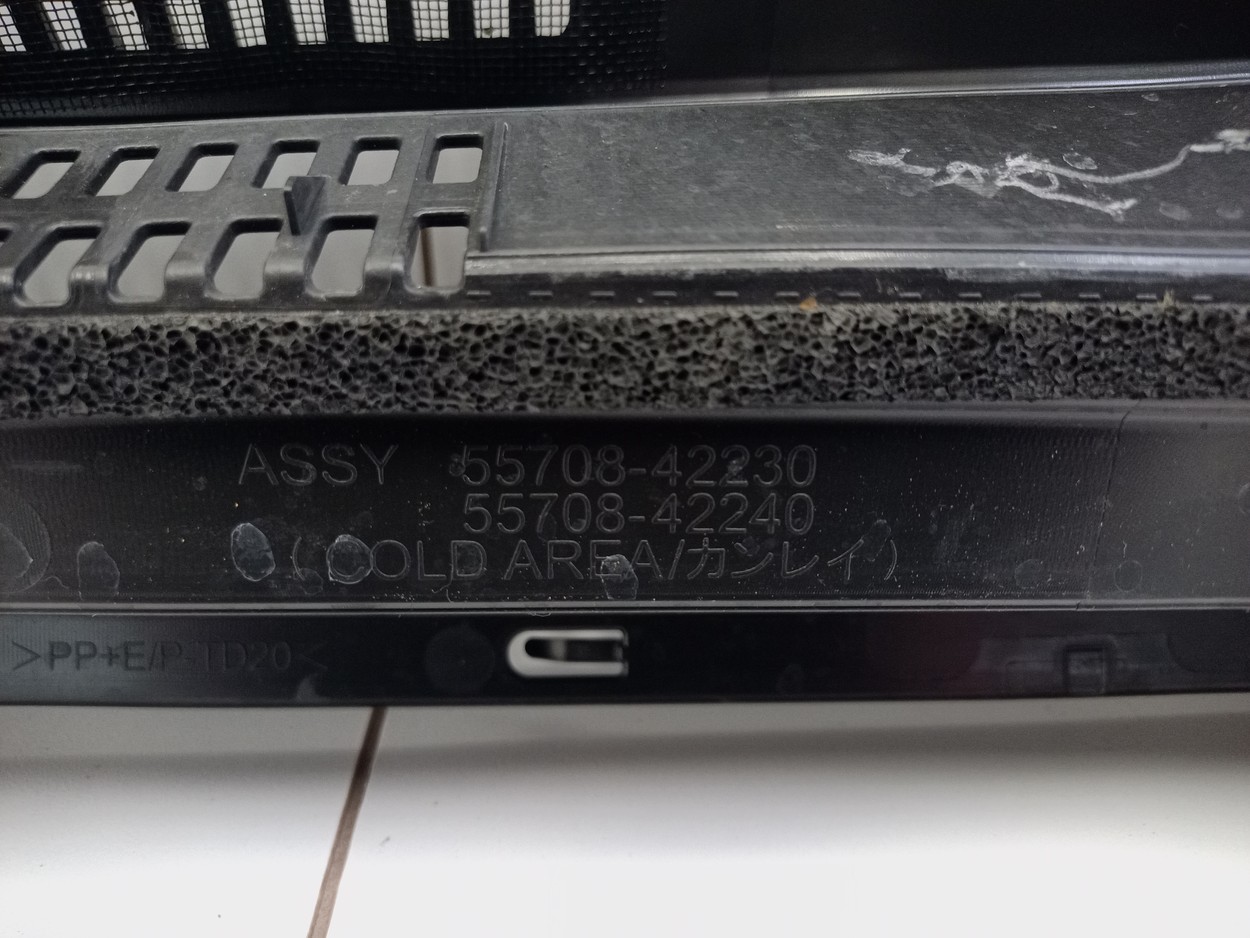 ASSY 55708-42230
55708-42240
(COLD AREA/カンレイ)
>PP+E/P-TD20<